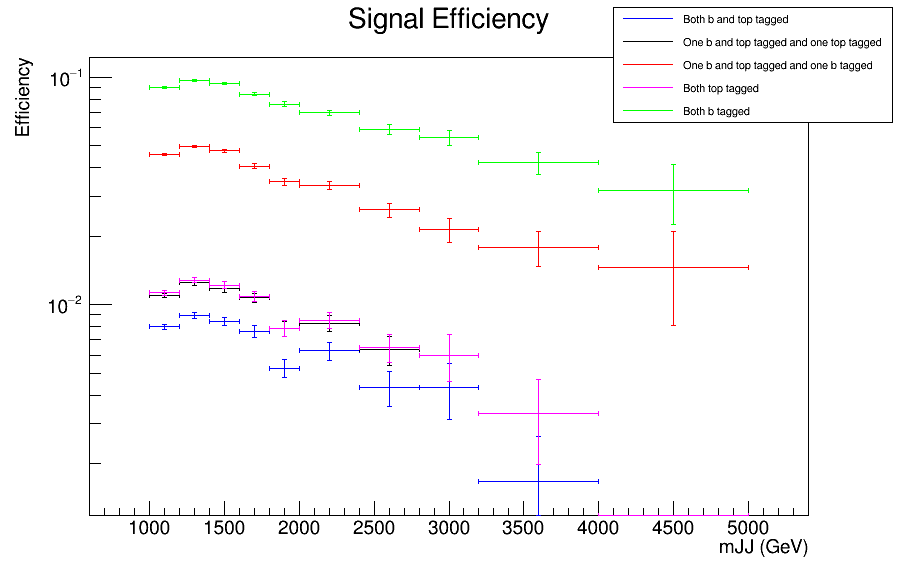 Signal Efficiency
Both b and top tagged
One b and top tagged and one top tagged
One b and top tagged and one b tagged
Both top tagged
Both b tagged
Efficiency
10⁻¹
10⁻²
1000 1500 2000 2500 3000 3500 4000 4500 5000
mJJ (GeV)